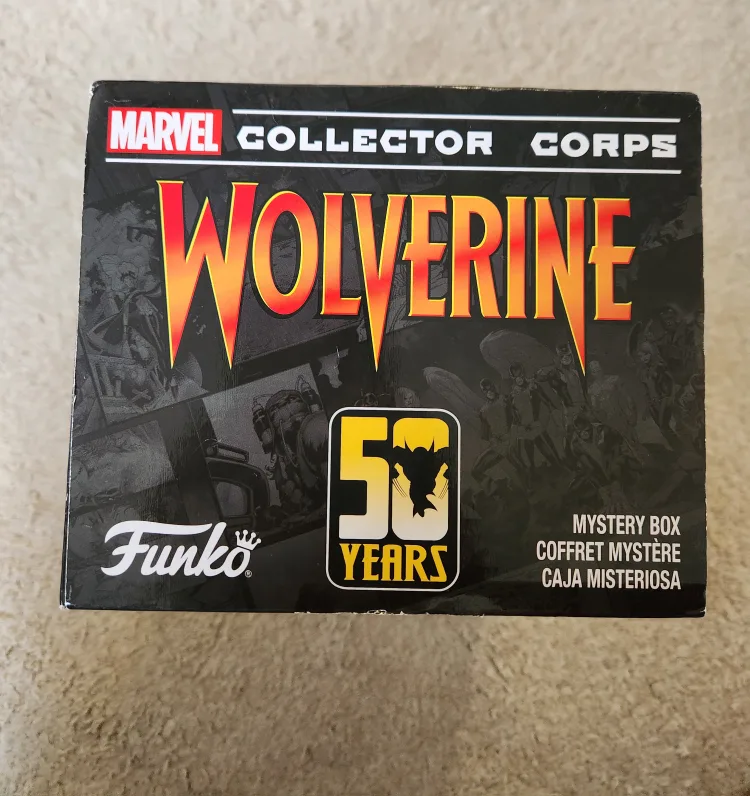 MARVEL COLLECTOR CORPS
WOLVERINE
50
YEARS
Funko®
MYSTERY BOX
COFFRET MYSTÈRE
CAJA MISTERIOSA